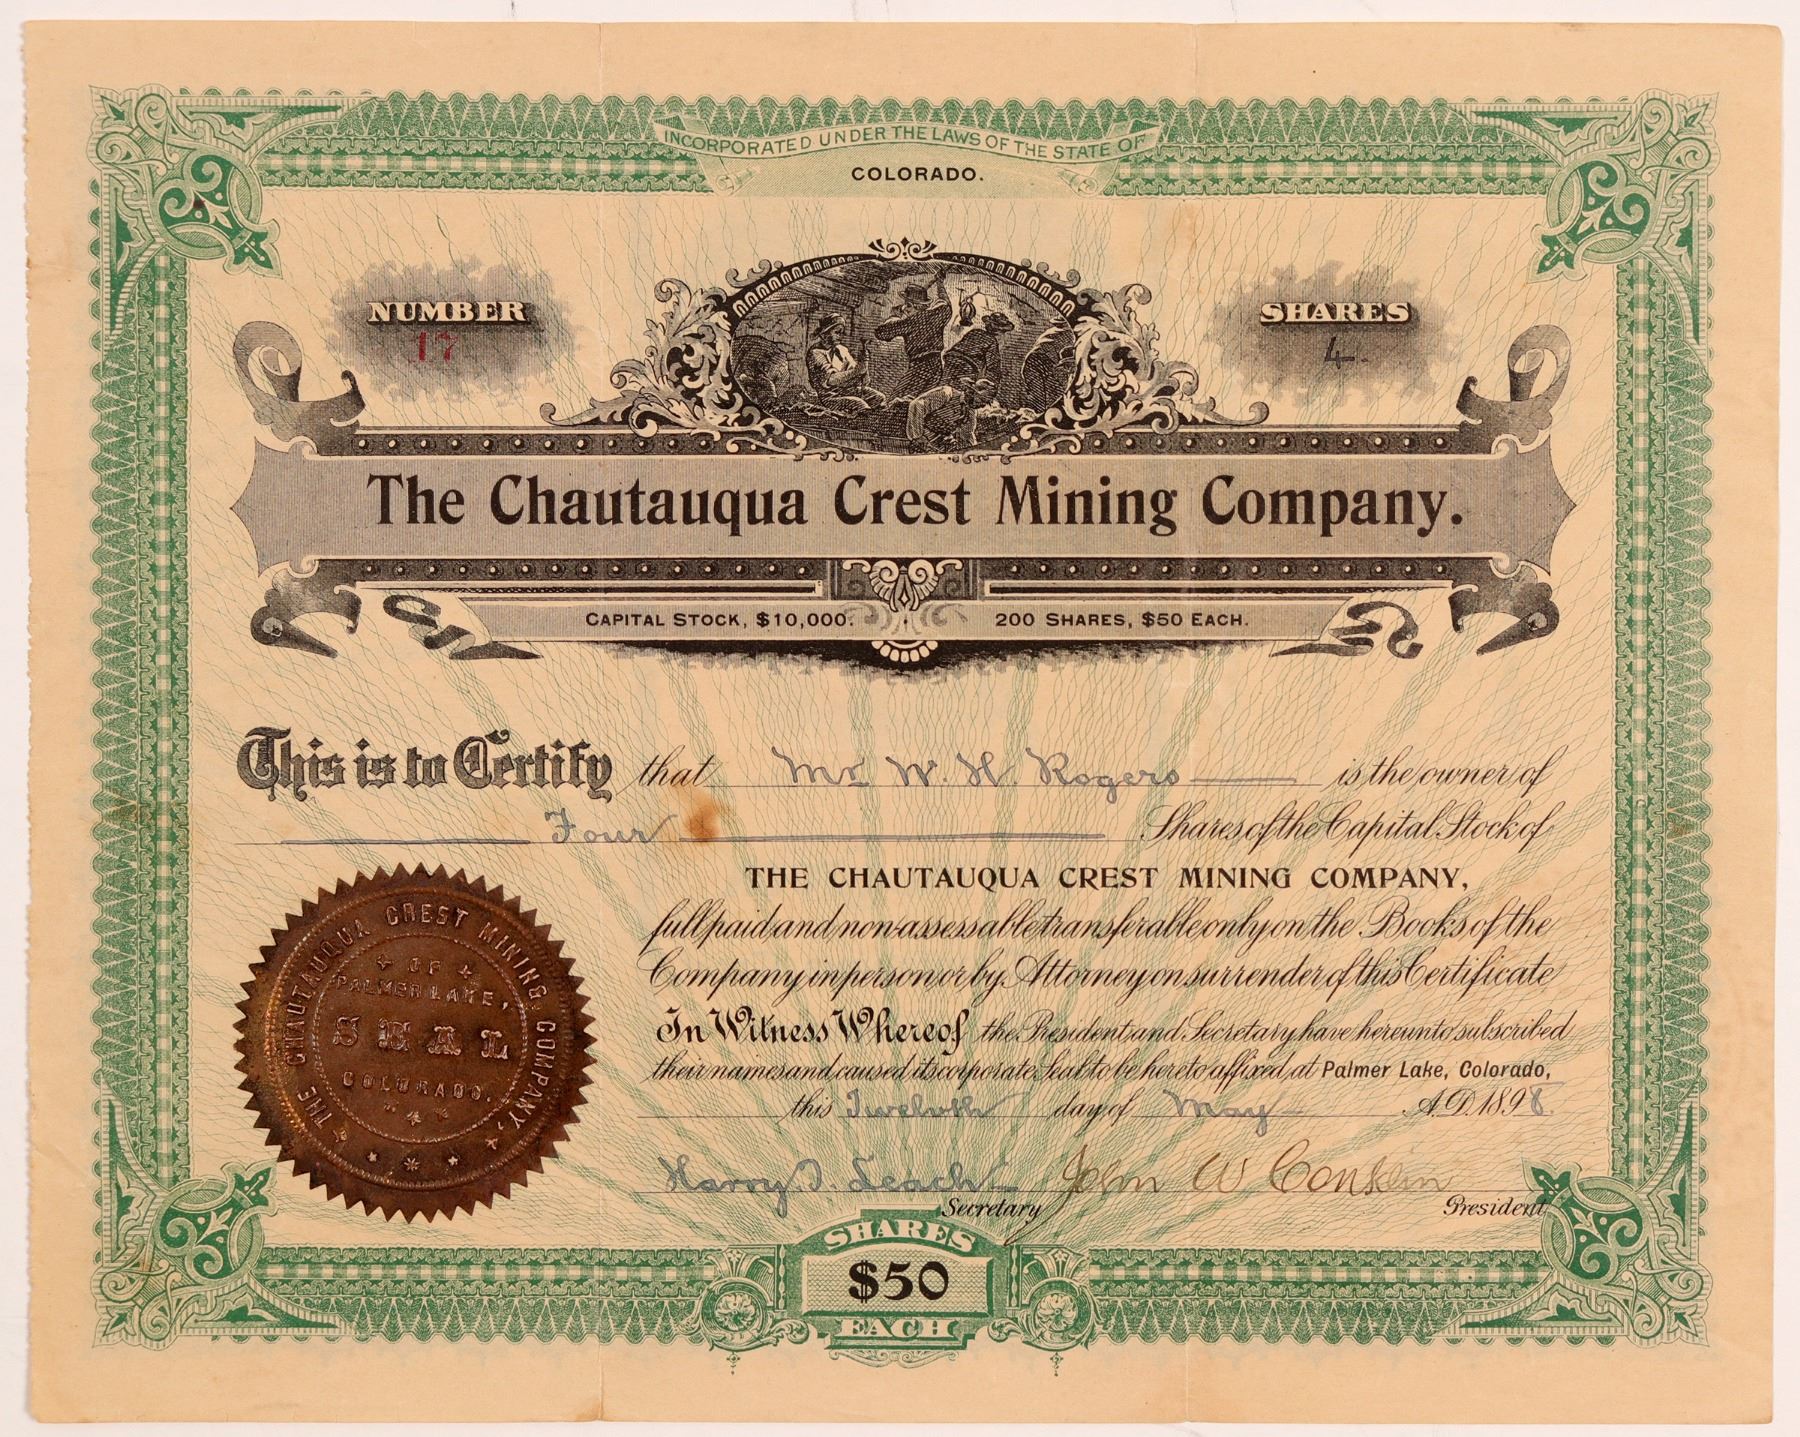 INCORPORATED UNDER THE LAWS OF THE STATE OF
COLORADO.
NUMBER
17
SHARES
4.
The Chautauqua Crest Mining Company.
CAPITAL STOCK, $10,000. 200 SHARES, $50 EACH.
This is to Certify that Mr W. H. Rogers is the owner of
Four Shares of the Capital Stock of
THE CHAUTAUQUA CREST MINING COMPANY,
full paid and non-assessable transferable only on the Books of the
Company in person or by Attorney on surrender of this Certificate
In Witness Whereof the President and Secretary have hereunto subscribed
their names and caused its corporate Seal to be hereto affixed at Palmer Lake, Colorado,
this Twelvth day of May A.D. 1898.
Harry D. Leach John W Conklin
Secretary President
THE CHAUTAUQUA CREST MINING COMPANY,
OF
PALMER LAKE,
SEAL
COLORADO.
SHARES
$50
EACH